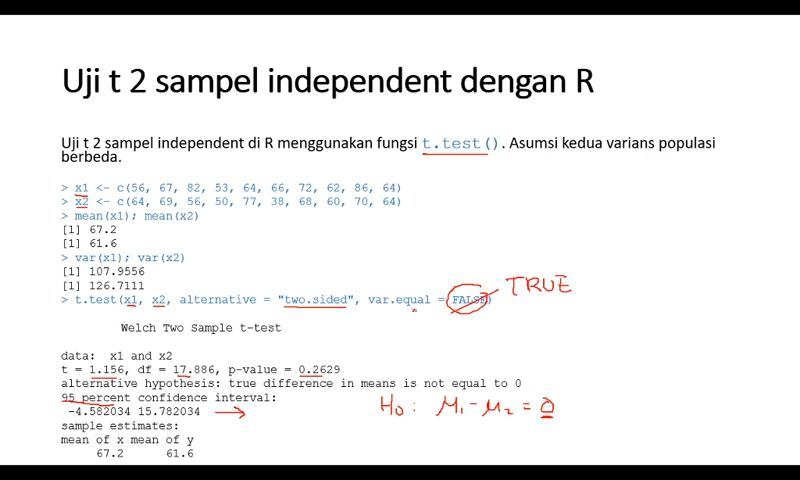 Uji t 2 sampel independent dengan R
Uji t 2 sampel independent di R menggunakan fungsi t.test(). Asumsi kedua varians populasi
berbeda.
> x1 <- c(56, 67, 82, 53, 64, 66, 72, 62, 86, 64)
> x2 <- c(64, 69, 56, 50, 77, 38, 68, 60, 70, 64)
> mean(x1); mean(x2)
[1] 67.2
[1] 61.6
> var(x1); var(x2)
[1] 107.9556
[1] 126.7111
> t.test(x1, x2, alternative = "two.sided", var.equal = FALSE)
TRUE
Welch Two Sample t-test
data: x1 and x2
t = 1.156, df = 17.886, p-value = 0.2629
alternative hypothesis: true difference in means is not equal to 0
95 percent confidence interval:
-4.582034 15.782034
H0 : μ1 - μ2 = 0
sample estimates:
mean of x mean of y
67.2 61.6